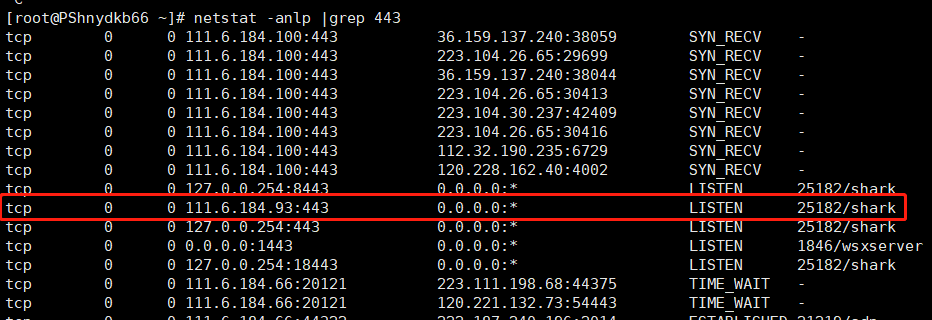 [root@PShnydkb66 ~]# netstat -anlp |grep 443
tcp 0 0 111.6.184.100:443 36.159.137.240:38059 SYN_RECV -
tcp 0 0 111.6.184.100:443 223.104.26.65:29699 SYN_RECV -
tcp 0 0 111.6.184.100:443 36.159.137.240:38044 SYN_RECV -
tcp 0 0 111.6.184.100:443 223.104.26.65:30413 SYN_RECV -
tcp 0 0 111.6.184.100:443 223.104.30.237:42409 SYN_RECV -
tcp 0 0 111.6.184.100:443 223.104.26.65:30416 SYN_RECV -
tcp 0 0 111.6.184.100:443 112.32.190.235:6729 SYN_RECV -
tcp 0 0 111.6.184.100:443 120.228.162.40:4002 SYN_RECV -
tcp 0 0 127.0.0.254:8443 0.0.0.0:* LISTEN 25182/shark
tcp 0 0 111.6.184.93:443 0.0.0.0:* LISTEN 25182/shark
tcp 0 0 127.0.0.254:443 0.0.0.0:* LISTEN 25182/shark
tcp 0 0 0.0.0.0:1443 0.0.0.0:* LISTEN 1846/wsxserver
tcp 0 0 127.0.0.254:18443 0.0.0.0:* LISTEN 25182/shark
tcp 0 0 111.6.184.66:20121 223.111.198.68:44375 TIME_WAIT -
tcp 0 0 111.6.184.66:20121 120.221.132.73:54443 TIME_WAIT -
tcp 0 0